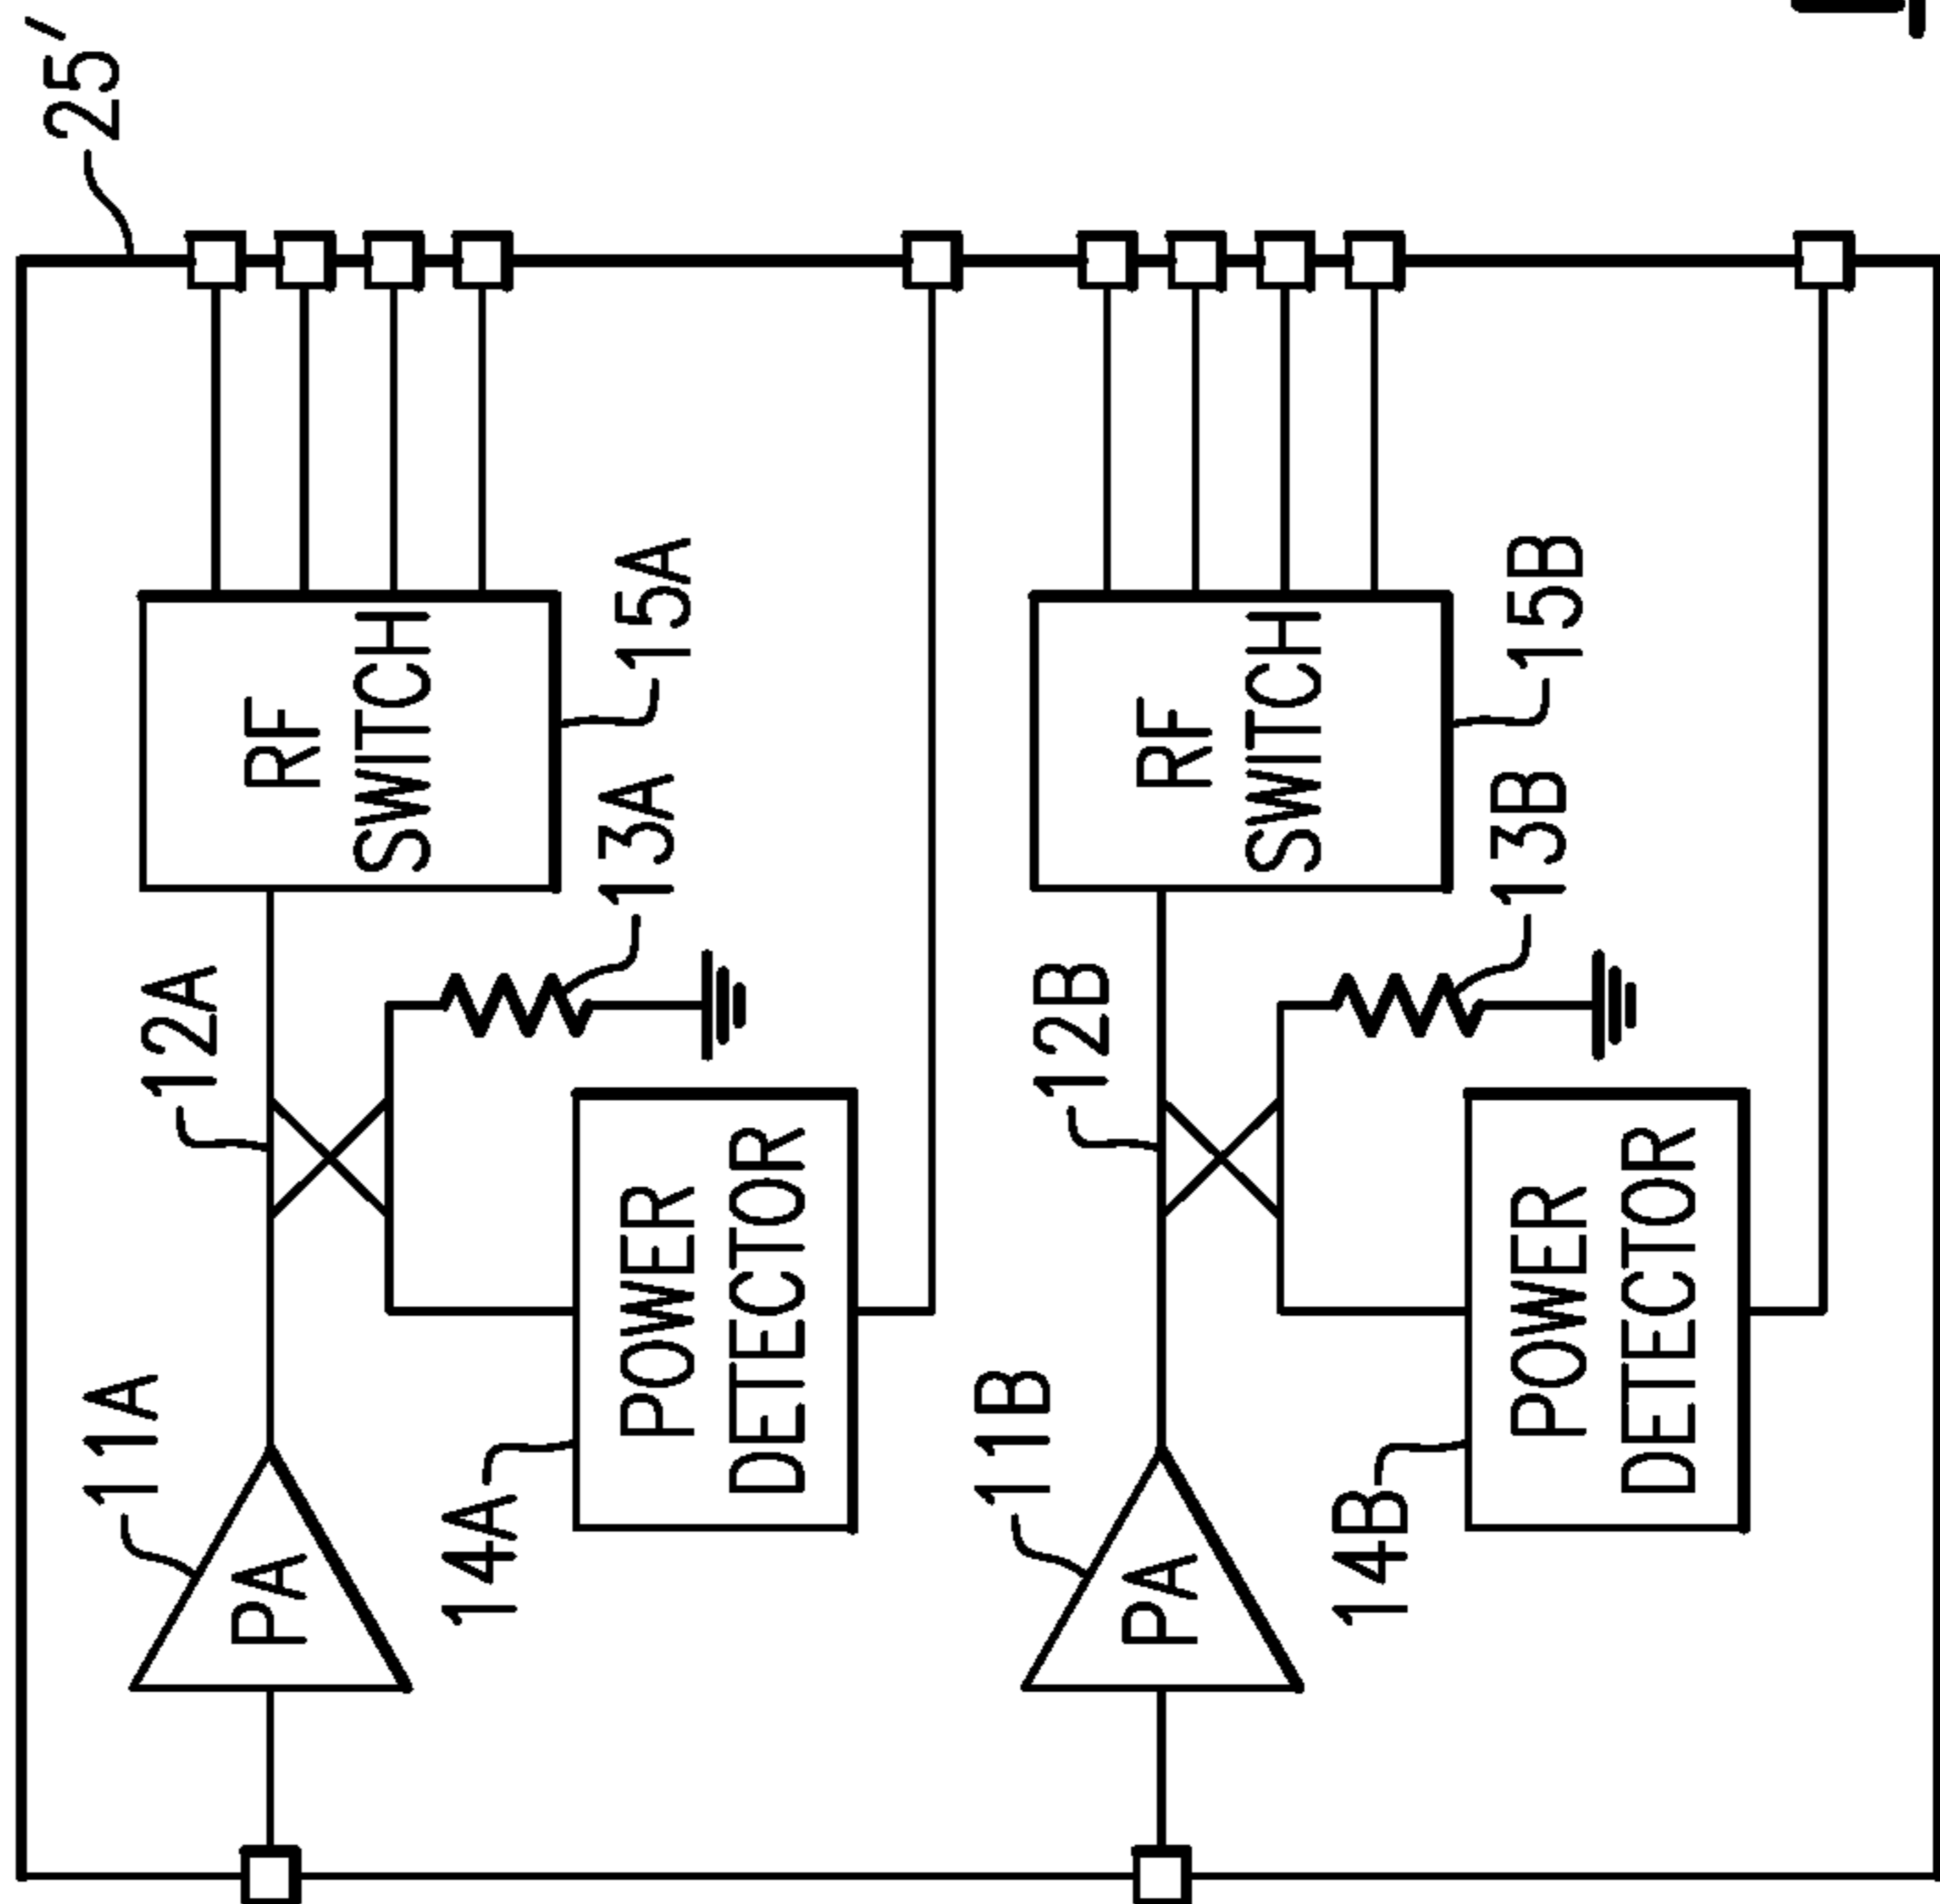 25'
11A
12A
PA
RF
SWITCH
14A
13A
15A
POWER
DETECTOR
11B
12B
PA
RF
SWITCH
14B
13B
15B
POWER
DETECTOR